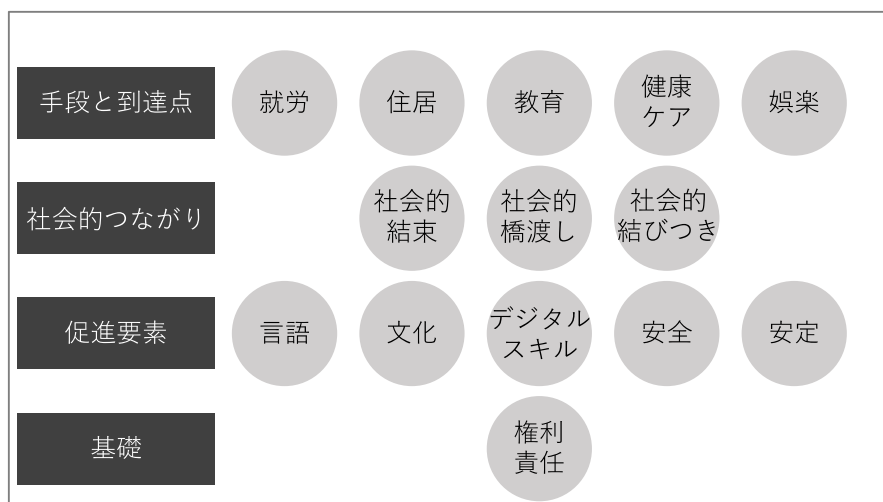 手段と到達点
就労
住居
教育
健康
ケア
娯楽
社会的つながり
社会的
結束
社会的
橋渡し
社会的
結びつき
促進要素
言語
文化
デジタル
スキル
安全
安定
基礎
権利
責任